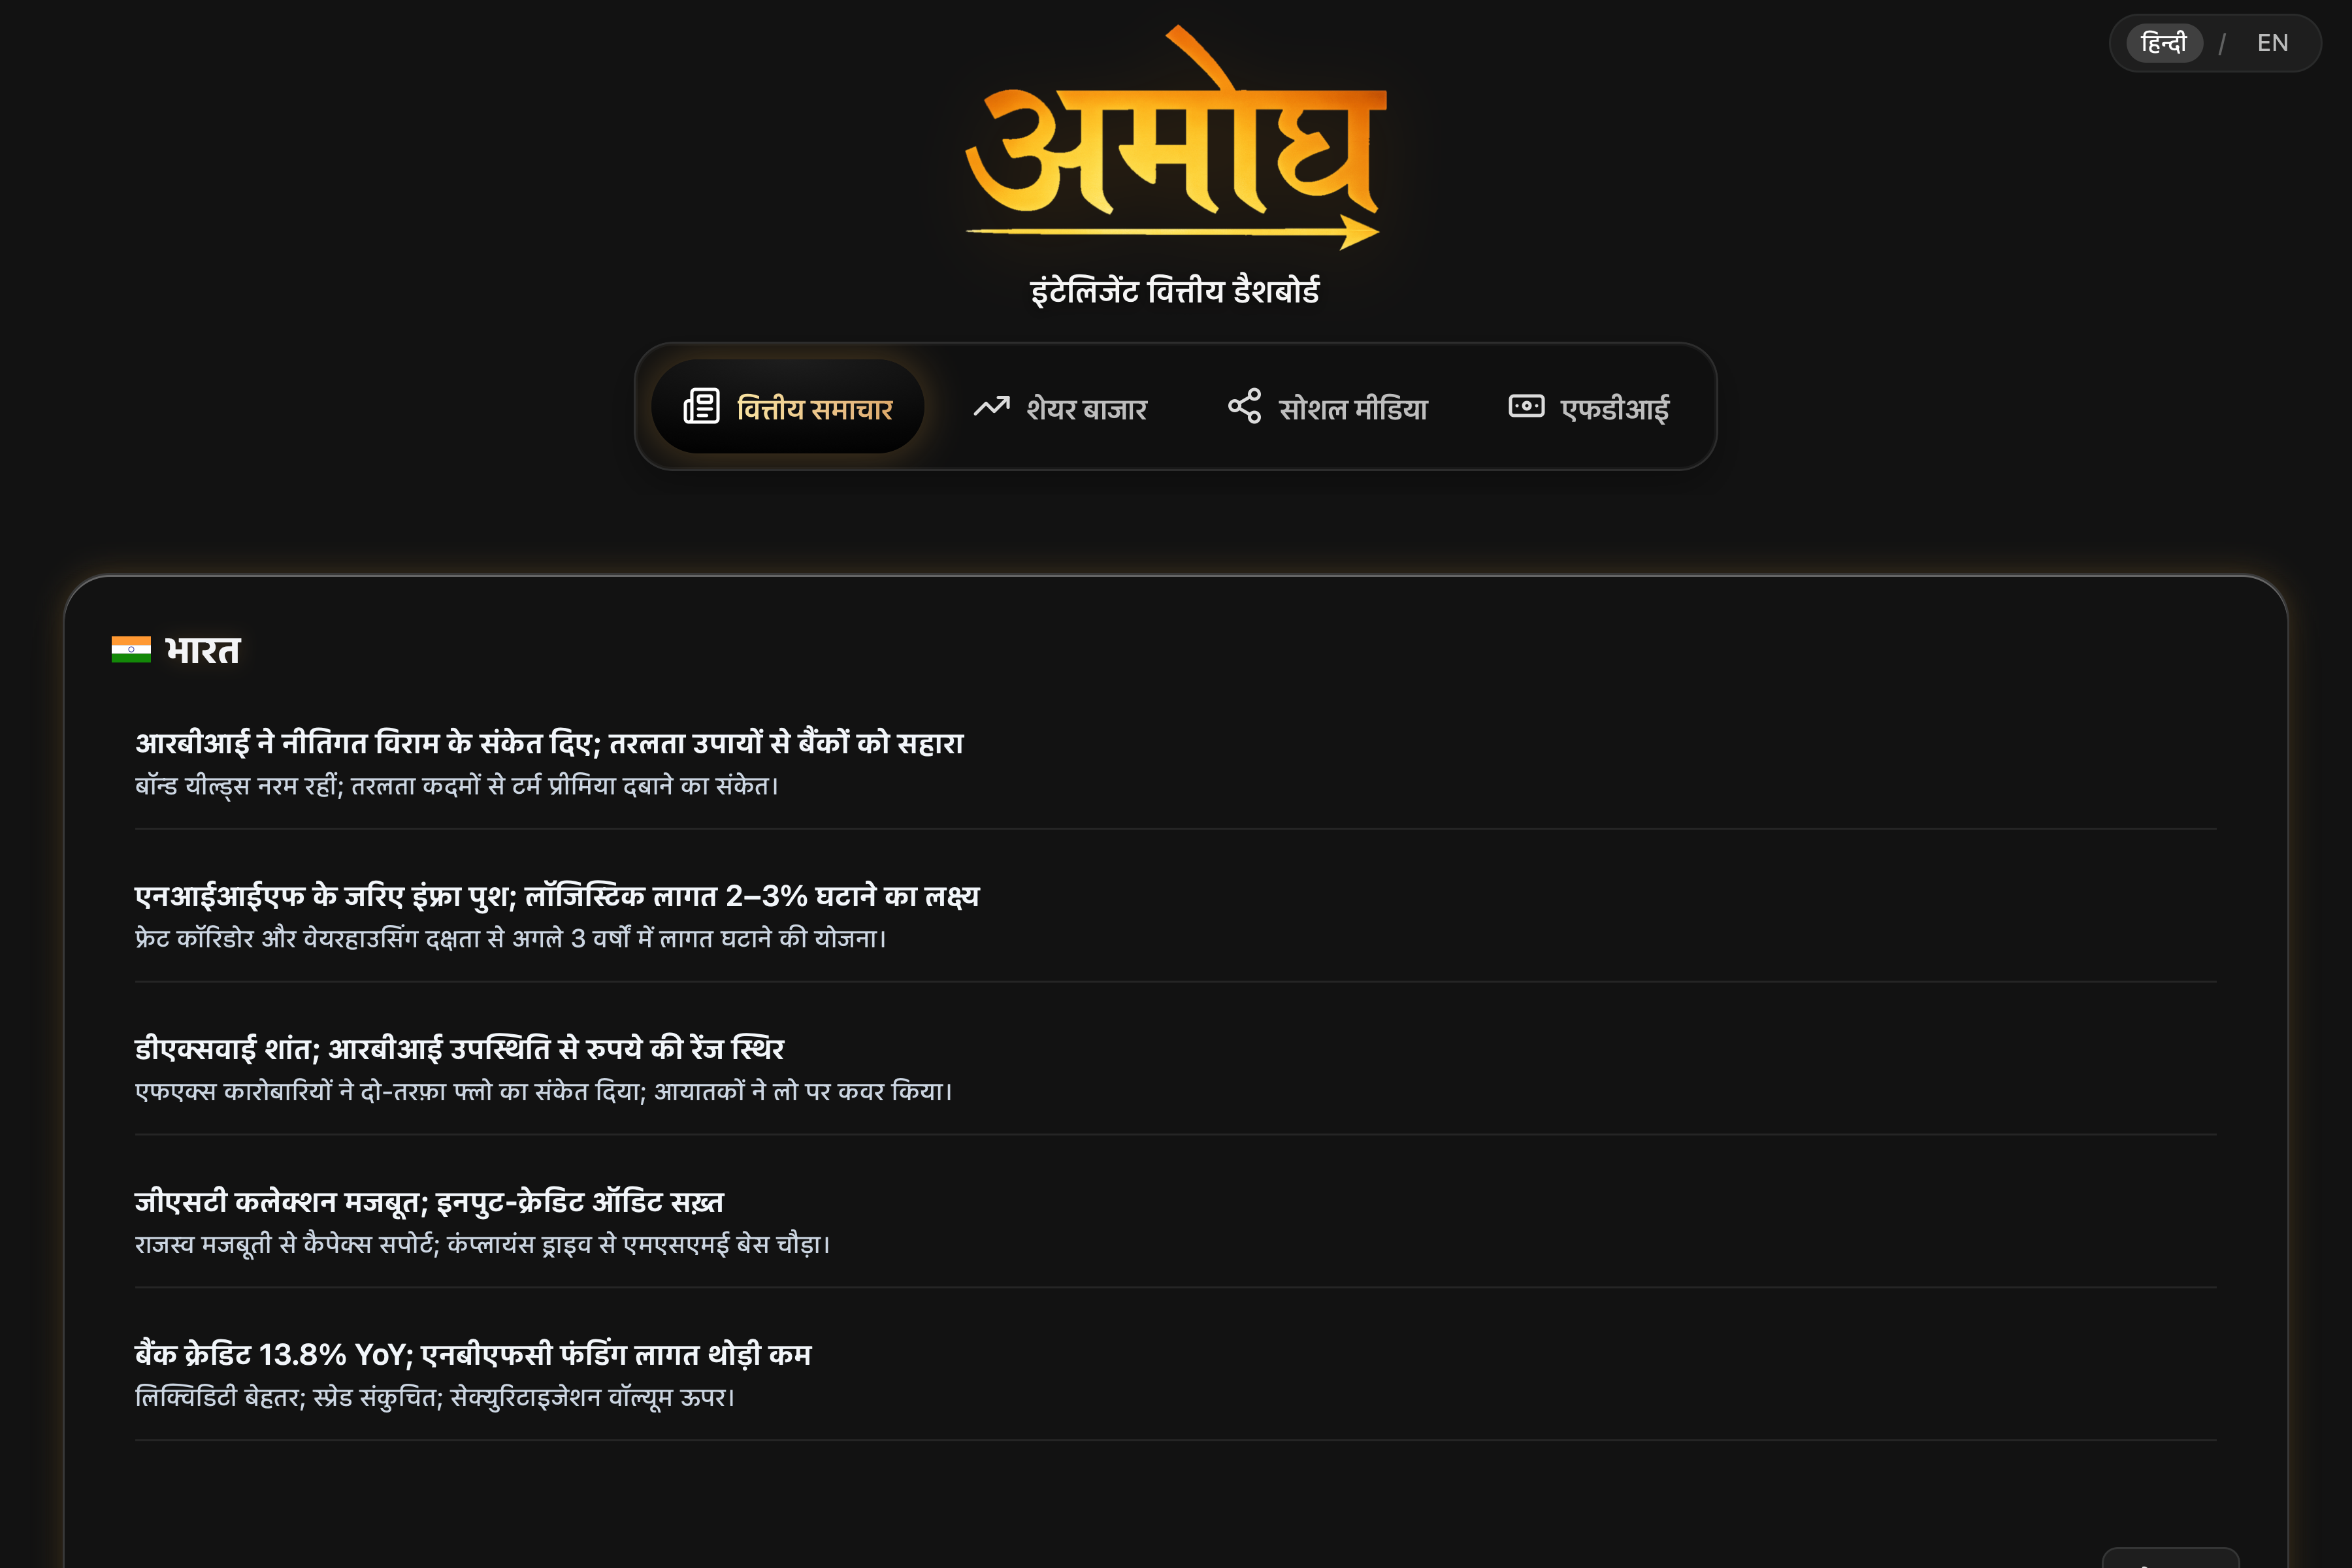 हिन्दी / EN
अमोघ
इंटेलिजेंट वित्तीय डैशबोर्ड
वित्तीय समाचार
शेयर बाजार
सोशल मीडिया
एफडीआई
भारत
आरबीआई ने नीतिगत विराम के संकेत दिए; तरलता उपायों से बैंकों को सहारा
बॉन्ड यील्ड्स नरम रहीं; तरलता कदमों से टर्म प्रीमिया दबाने का संकेत।
एनआईआईएफ के जरिए इंफ्रा पुश; लॉजिस्टिक लागत 2–3% घटाने का लक्ष्य
फ्रेट कॉरिडोर और वेयरहाउसिंग दक्षता से अगले 3 वर्षों में लागत घटाने की योजना।
डीएक्सवाई शांत; आरबीआई उपस्थिति से रुपये की रेंज स्थिर
एफएक्स कारोबारियों ने दो-तरफ़ा फ्लो का संकेत दिया; आयातकों ने लो पर कवर किया।
जीएसटी कलेक्शन मजबूत; इनपुट-क्रेडिट ऑडिट सख़्त
राजस्व मजबूती से कैपेक्स सपोर्ट; कंप्लायंस ड्राइव से एमएसएमई बेस चौड़ा।
बैंक क्रेडिट 13.8% YoY; एनबीएफसी फंडिंग लागत थोड़ी कम
लिक्विडिटी बेहतर; स्प्रेड संकुचित; सेक्युरिटाइजेशन वॉल्यूम ऊपर।